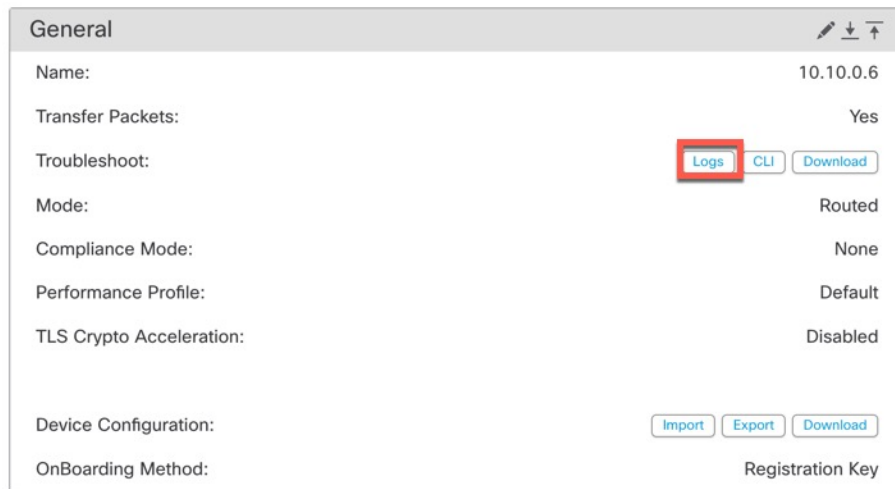 General
Name: 10.10.0.6
Transfer Packets: Yes
Troubleshoot: Logs CLI Download
Mode: Routed
Compliance Mode: None
Performance Profile: Default
TLS Crypto Acceleration: Disabled
Device Configuration: Import Export Download
OnBoarding Method: Registration Key